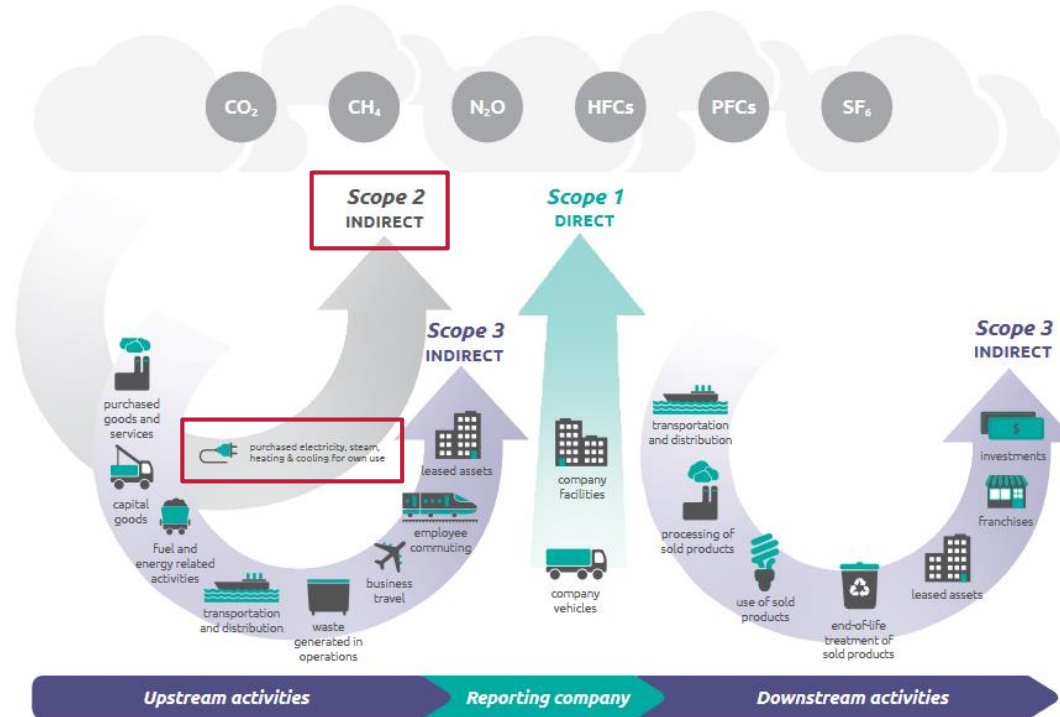 CO₂
CH₄
N₂O
HFCs
PFCs
SF₆
Scope 2
INDIRECT
Scope 1
DIRECT
Scope 3
INDIRECT
Scope 3
INDIRECT
purchased
goods and
services
capital
goods
fuel and
energy related
activities
transportation
and distribution
waste
generated in
operations
business
travel
employee
commuting
leased assets
purchased electricity, steam,
heating & cooling for own use
company
facilities
company
vehicles
transportation
and distribution
processing of
sold products
use of sold
products
end-of-life
treatment of
sold products
leased assets
franchises
investments
$
Upstream activities
Reporting company
Downstream activities